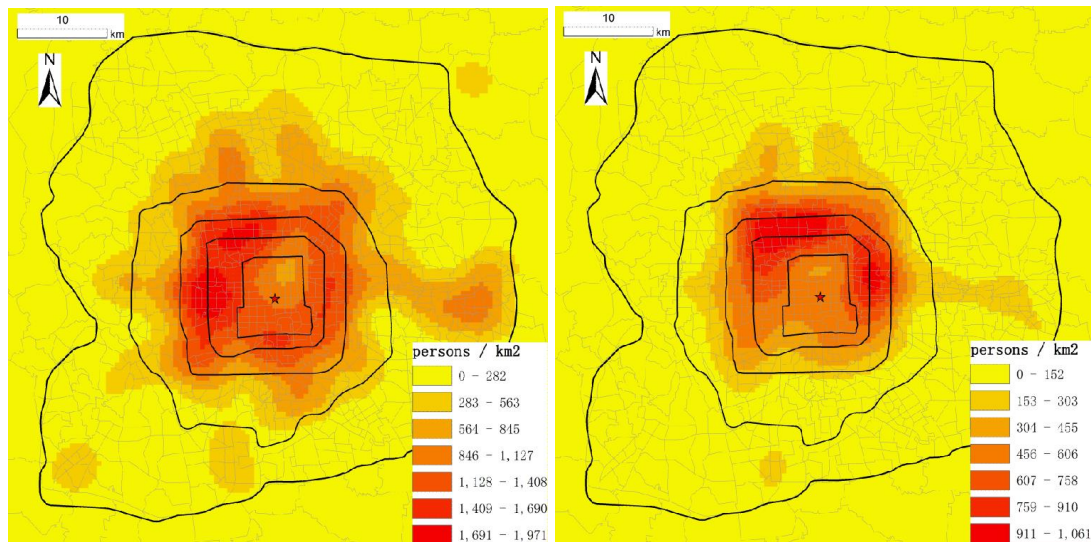 10
km
N
persons / km2
0 - 282
283 - 563
564 - 845
846 - 1,127
1,128 - 1,408
1,409 - 1,690
1,691 - 1,971
10
km
N
persons / km2
0 - 152
153 - 303
304 - 455
456 - 606
607 - 758
759 - 910
911 - 1,061